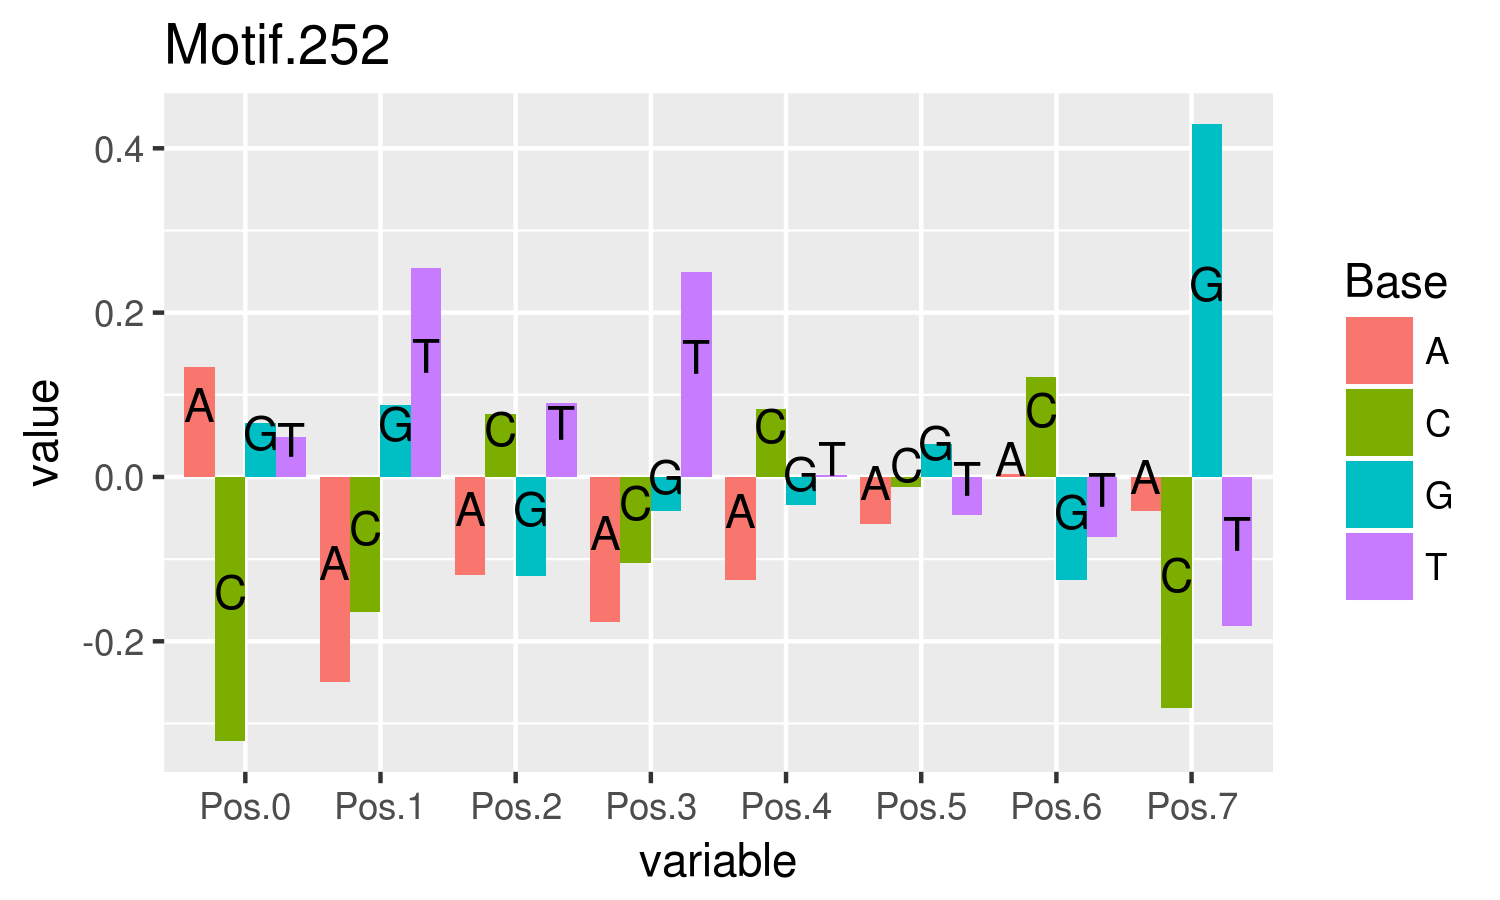 Motif.252
0.4
0.2
0.0
-0.2
value
A C G T
A C G T
A C G T
A C G T
A C G T
A C G T
A C G T
A C G T
Pos.0 Pos.1 Pos.2 Pos.3 Pos.4 Pos.5 Pos.6 Pos.7
variable
Base
A
C
G
T